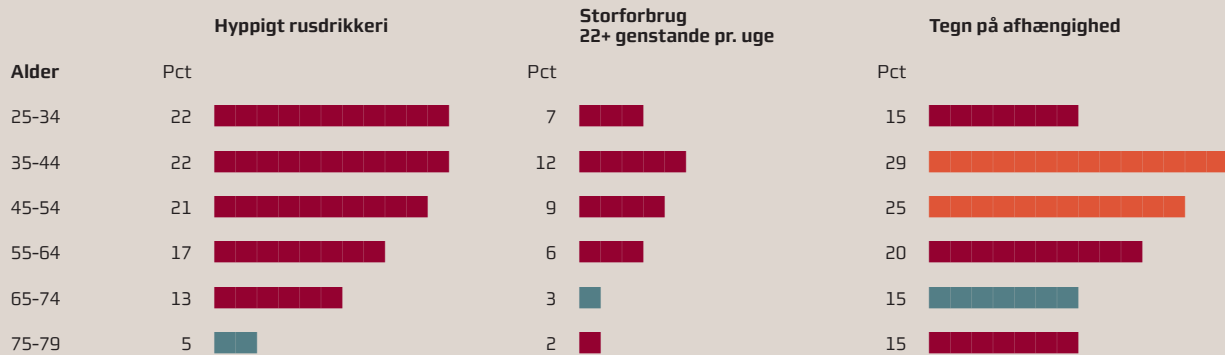 Hyppigt rusdrikkeri
Storforbrug
22+ genstande pr. uge
Tegn på afhængighed
Alder Pct Pct Pct
25-34 22 7 15
35-44 22 12 29
45-54 21 9 25
55-64 17 6 20
65-74 13 3 15
75-79 5 2 15